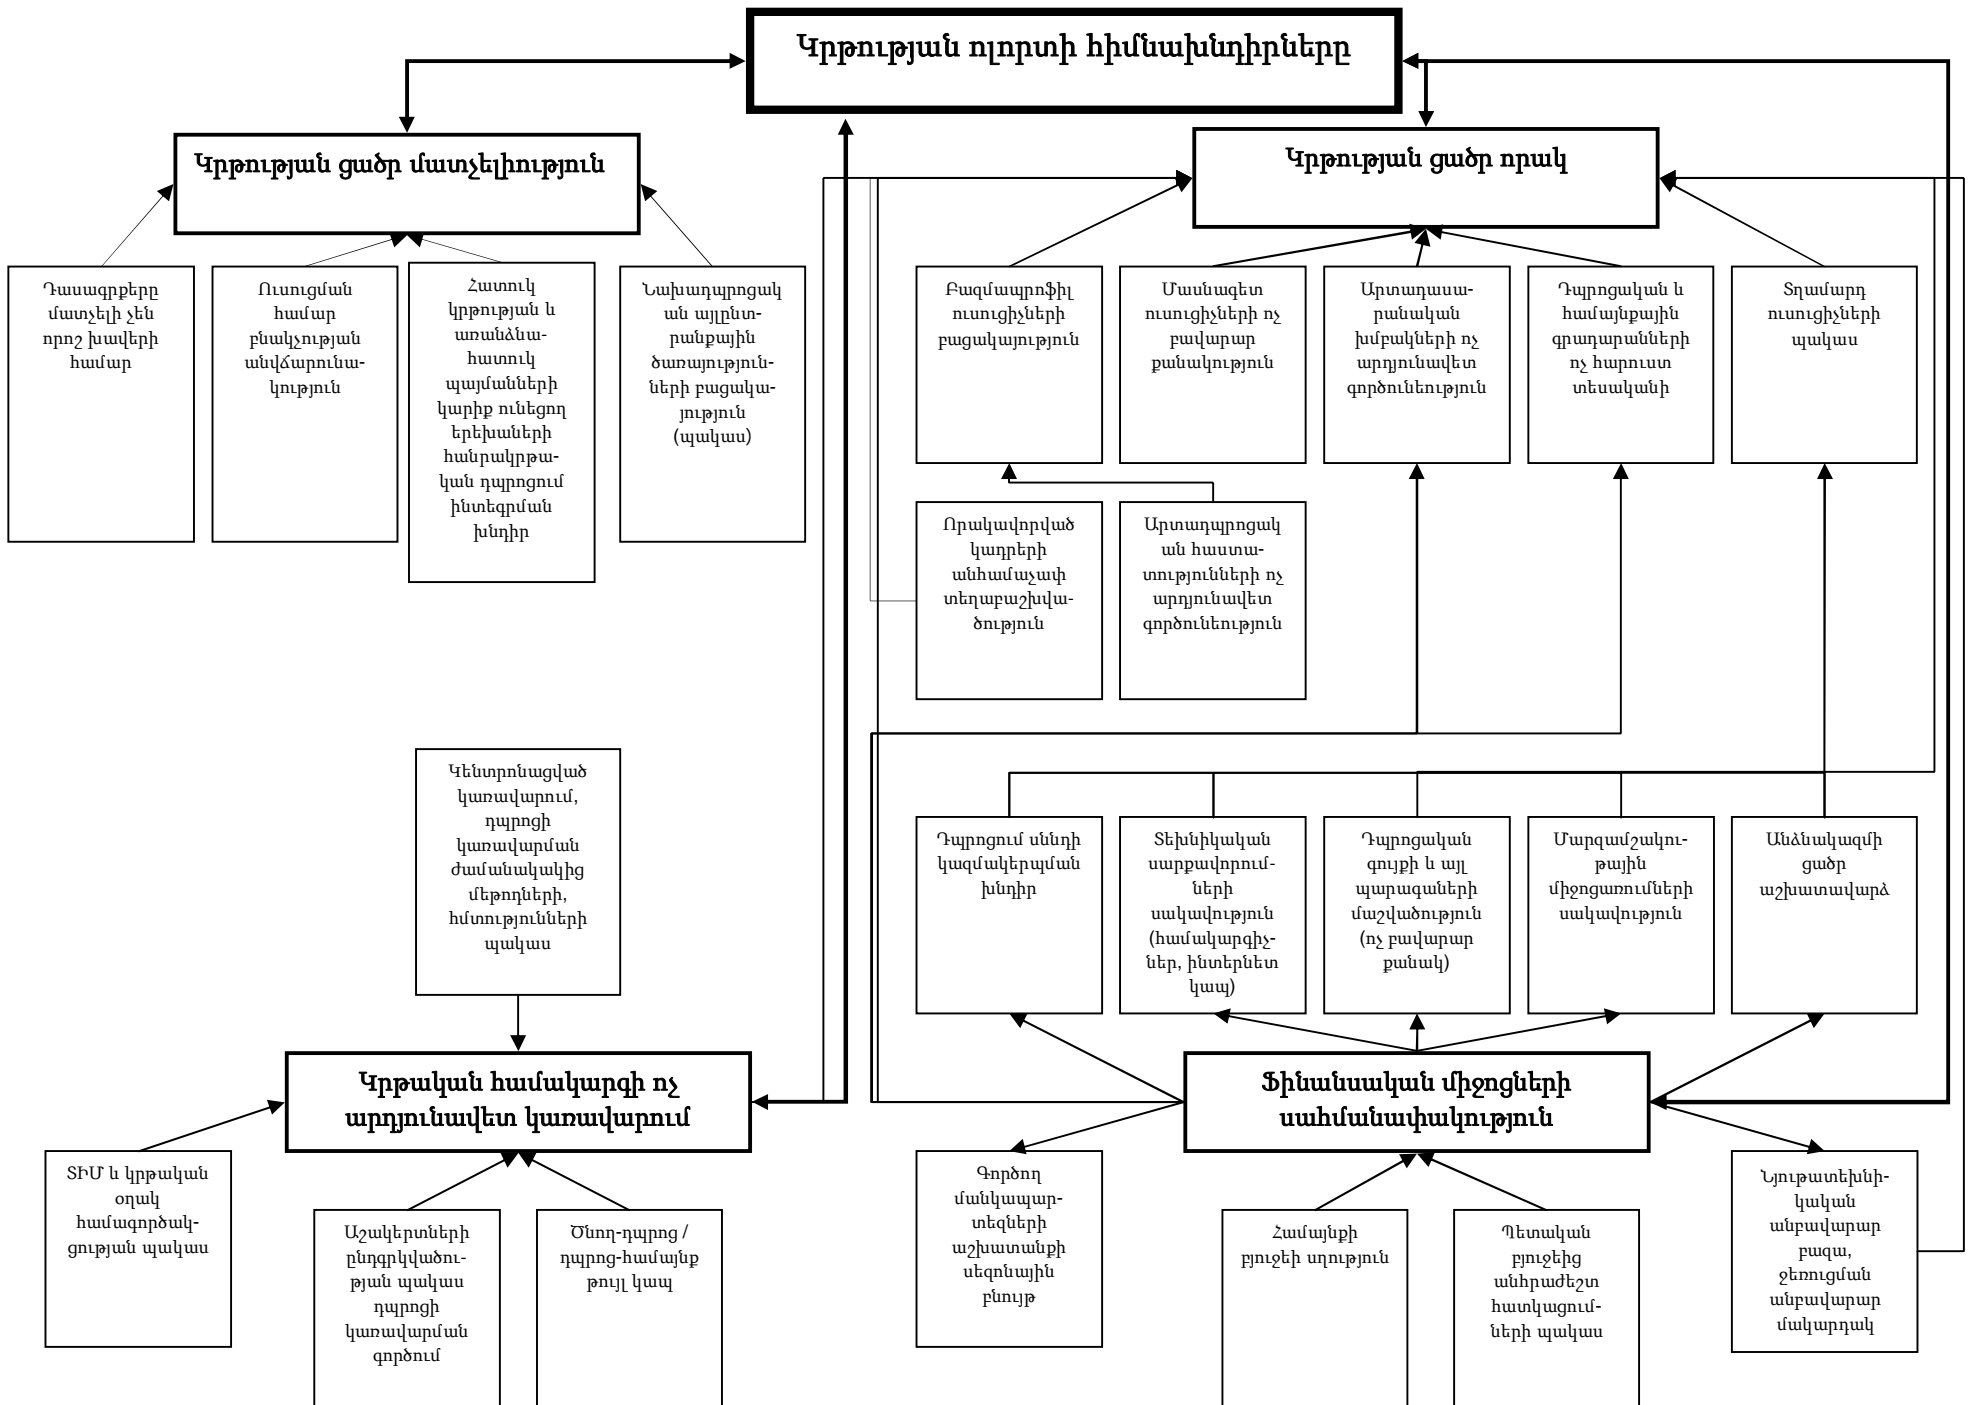 Կրթության ոլորտի հիմնախնդիրները
Կրթության ցածր մատչելիություն
Կրթության ցածր որակ
Դասագրքերը
մատչելի չեն
որոշ խավերի
համար
Ուսուցման
համար
բնակչության
անվճարունա-
կություն
Հատուկ
կրթության և
առանձնա-
հատուկ
պայմանների
կարիք ունեցող
երեխաների
հանրակրթա-
կան դպրոցում
ինտեգրման
խնդիր
Նախադպրոցակ
ան այլընտ-
րանքային
ծառայություն-
ների բացակա-
յություն
(պակաս)
Բազմապրոֆիլ
ուսուցիչների
բացակայություն
Մասնագետ
ուսուցիչների ոչ
բավարար
քանակություն
Արտադասա-
րանական
խմբակների ոչ
արդյունավետ
գործունեություն
Դպրոցական և
համայնքային
գրադարանների
ոչ հարուստ
տեսականի
Տղամարդ
ուսուցիչների
պակաս
Որակավորված
կադրերի
անհամաչափ
տեղաբաշխվա-
ծություն
Արտադպրոցակ
ան հաստա-
տությունների ոչ
արդյունավետ
գործունեություն
Կենտրոնացված
կառավարում,
դպրոցի
կառավարման
ժամանակակից
մեթոդների,
հմտությունների
պակաս
Դպրոցում սննդի
կազմակերպման
խնդիր
Տեխնիկական
սարքավորում-
ների
սակավություն
(համակարգիչ-
ներ, ինտերնետ
կապ)
Դպրոցական
գույքի և այլ
պարագաների
մաշվածություն
(ոչ բավարար
քանակ)
Մարզամշակու-
թային
միջոցառումների
սակավություն
Անձնակազմի
ցածր
աշխատավարձ
Կրթական համակարգի ոչ
արդյունավետ կառավարում
Ֆինանսական միջոցների
սահմանափակություն
ՏԻՄ և կրթական
օղակ
համագործակ-
ցության պակաս
Աշակերտների
ընդգրկվածու-
թյան պակաս
դպրոցի
կառավարման
գործում
Ծնող-դպրոց /
դպրոց-համայնք
թույլ կապ
Գործող
մանկապար-
տեզների
աշխատանքի
սեզոնային
բնույթ
Համայնքի
բյուջեի սղություն
Պետական
բյուջեից
անհրաժեշտ
հատկացում-
ների պակաս
Նյութատեխնի-
կական
անբավարար
բազա,
ջեռուցման
անբավարար
մակարդակ